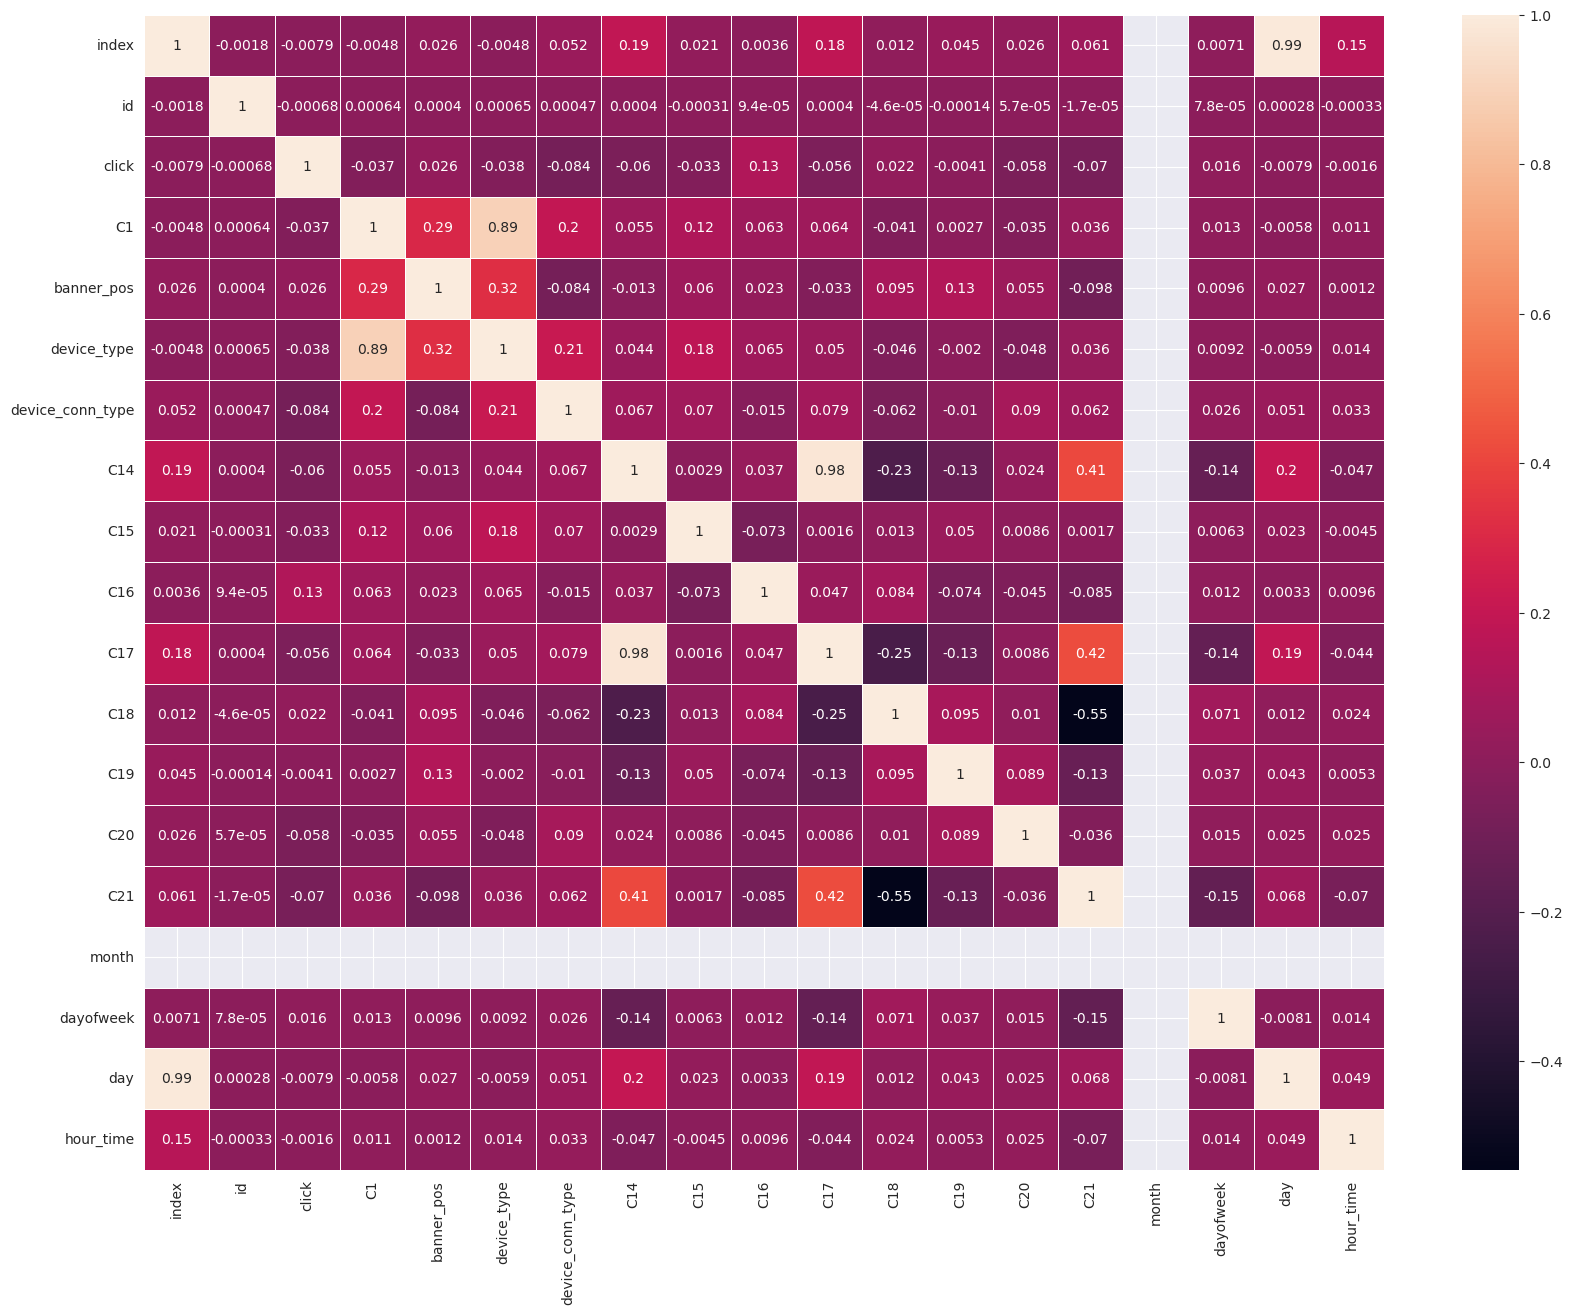 index 1 -0.0018 -0.0079 -0.0048 0.026 -0.0048 0.052 0.19 0.021 0.0036 0.18 0.012 0.045 0.026 0.061 0.0071 0.99 0.15 1.0
id -0.0018 1 -0.00068 0.00064 0.0004 0.00065 0.00047 0.0004 -0.00031 9.4e-05 0.0004 -4.6e-05 -0.00014 5.7e-05 -1.7e-05 7.8e-05 0.00028 -0.00033
click -0.0079 -0.00068 1 -0.037 0.026 -0.038 -0.084 -0.06 -0.033 0.13 -0.056 0.022 -0.0041 -0.058 -0.07 0.016 -0.0079 -0.0016 0.8
C1 -0.0048 0.00064 -0.037 1 0.29 0.89 0.2 0.055 0.12 0.063 0.064 -0.041 0.0027 -0.035 0.036 0.013 -0.0058 0.011
banner_pos 0.026 0.0004 0.026 0.29 1 0.32 -0.084 -0.013 0.06 0.023 -0.033 0.095 0.13 0.055 -0.098 0.0096 0.027 0.0012 0.6
device_type -0.0048 0.00065 -0.038 0.89 0.32 1 0.21 0.044 0.18 0.065 0.05 -0.046 -0.002 -0.048 0.036 0.0092 -0.0059 0.014
device_conn_type 0.052 0.00047 -0.084 0.2 -0.084 0.21 1 0.067 0.07 -0.015 0.079 -0.062 -0.01 0.09 0.062 0.026 0.051 0.033
C14 0.19 0.0004 -0.06 0.055 -0.013 0.044 0.067 1 0.0029 0.037 0.98 -0.23 -0.13 0.024 0.41 -0.14 0.2 -0.047 0.4
C15 0.021 -0.00031 -0.033 0.12 0.06 0.18 0.07 0.0029 1 -0.073 0.0016 0.013 0.05 0.0086 0.0017 0.0063 0.023 -0.0045
C16 0.0036 9.4e-05 0.13 0.063 0.023 0.065 -0.015 0.037 -0.073 1 0.047 0.084 -0.074 -0.045 -0.085 0.012 0.0033 0.0096 0.2
C17 0.18 0.0004 -0.056 0.064 -0.033 0.05 0.079 0.98 0.0016 0.047 1 -0.25 -0.13 0.0086 0.42 -0.14 0.19 -0.044
C18 0.012 -4.6e-05 0.022 -0.041 0.095 -0.046 -0.062 -0.23 0.013 0.084 -0.25 1 0.095 0.01 -0.55 0.071 0.012 0.024
C19 0.045 -0.00014 -0.0041 0.0027 0.13 -0.002 -0.01 -0.13 0.05 -0.074 -0.13 0.095 1 0.089 -0.13 0.037 0.043 0.0053 0.0
C20 0.026 5.7e-05 -0.058 -0.035 0.055 -0.048 0.09 0.024 0.0086 -0.045 0.0086 0.01 0.089 1 -0.036 0.015 0.025 0.025
C21 0.061 -1.7e-05 -0.07 0.036 -0.098 0.036 0.062 0.41 0.0017 -0.085 0.42 -0.55 -0.13 -0.036 1 -0.15 0.068 -0.07 −0.2
month
dayofweek 0.0071 7.8e-05 0.016 0.013 0.0096 0.0092 0.026 -0.14 0.0063 0.012 -0.14 0.071 0.037 0.015 -0.15 1 -0.0081 0.014
day 0.99 0.00028 -0.0079 -0.0058 0.027 -0.0059 0.051 0.2 0.023 0.0033 0.19 0.012 0.043 0.025 0.068 -0.0081 1 0.049 −0.4
hour_time 0.15 -0.00033 -0.0016 0.011 0.0012 0.014 0.033 -0.047 -0.0045 0.0096 -0.044 0.024 0.0053 0.025 -0.07 0.014 0.049 1
index id click C1 banner_pos device_type device_conn_type C14 C15 C16 C17 C18 C19 C20 C21 month dayofweek day hour_time